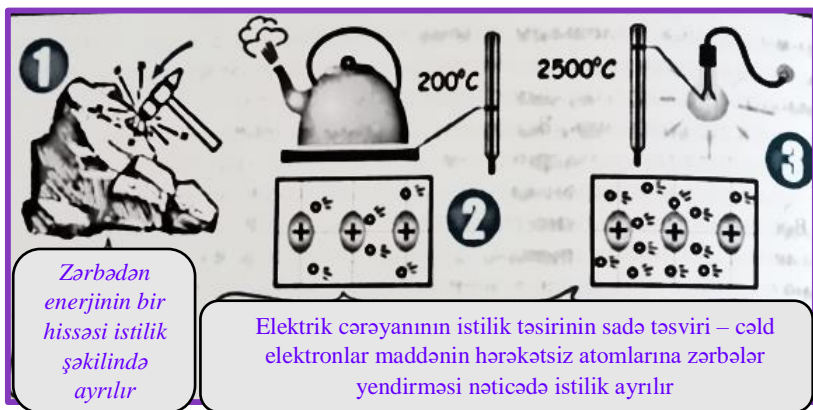 1
200°C
2500°C
2
3
+ + +
+ + +
Zərbədən
enerjinin bir
hissəsi istilik
şəkilində
ayrılır
Elektrik cərəyanının istilik təsirinin sadə təsviri – cəld
elektronlar maddənin hərəkətsiz atomlarına zərbələr
yendirməsi nəticədə istilik ayrılır